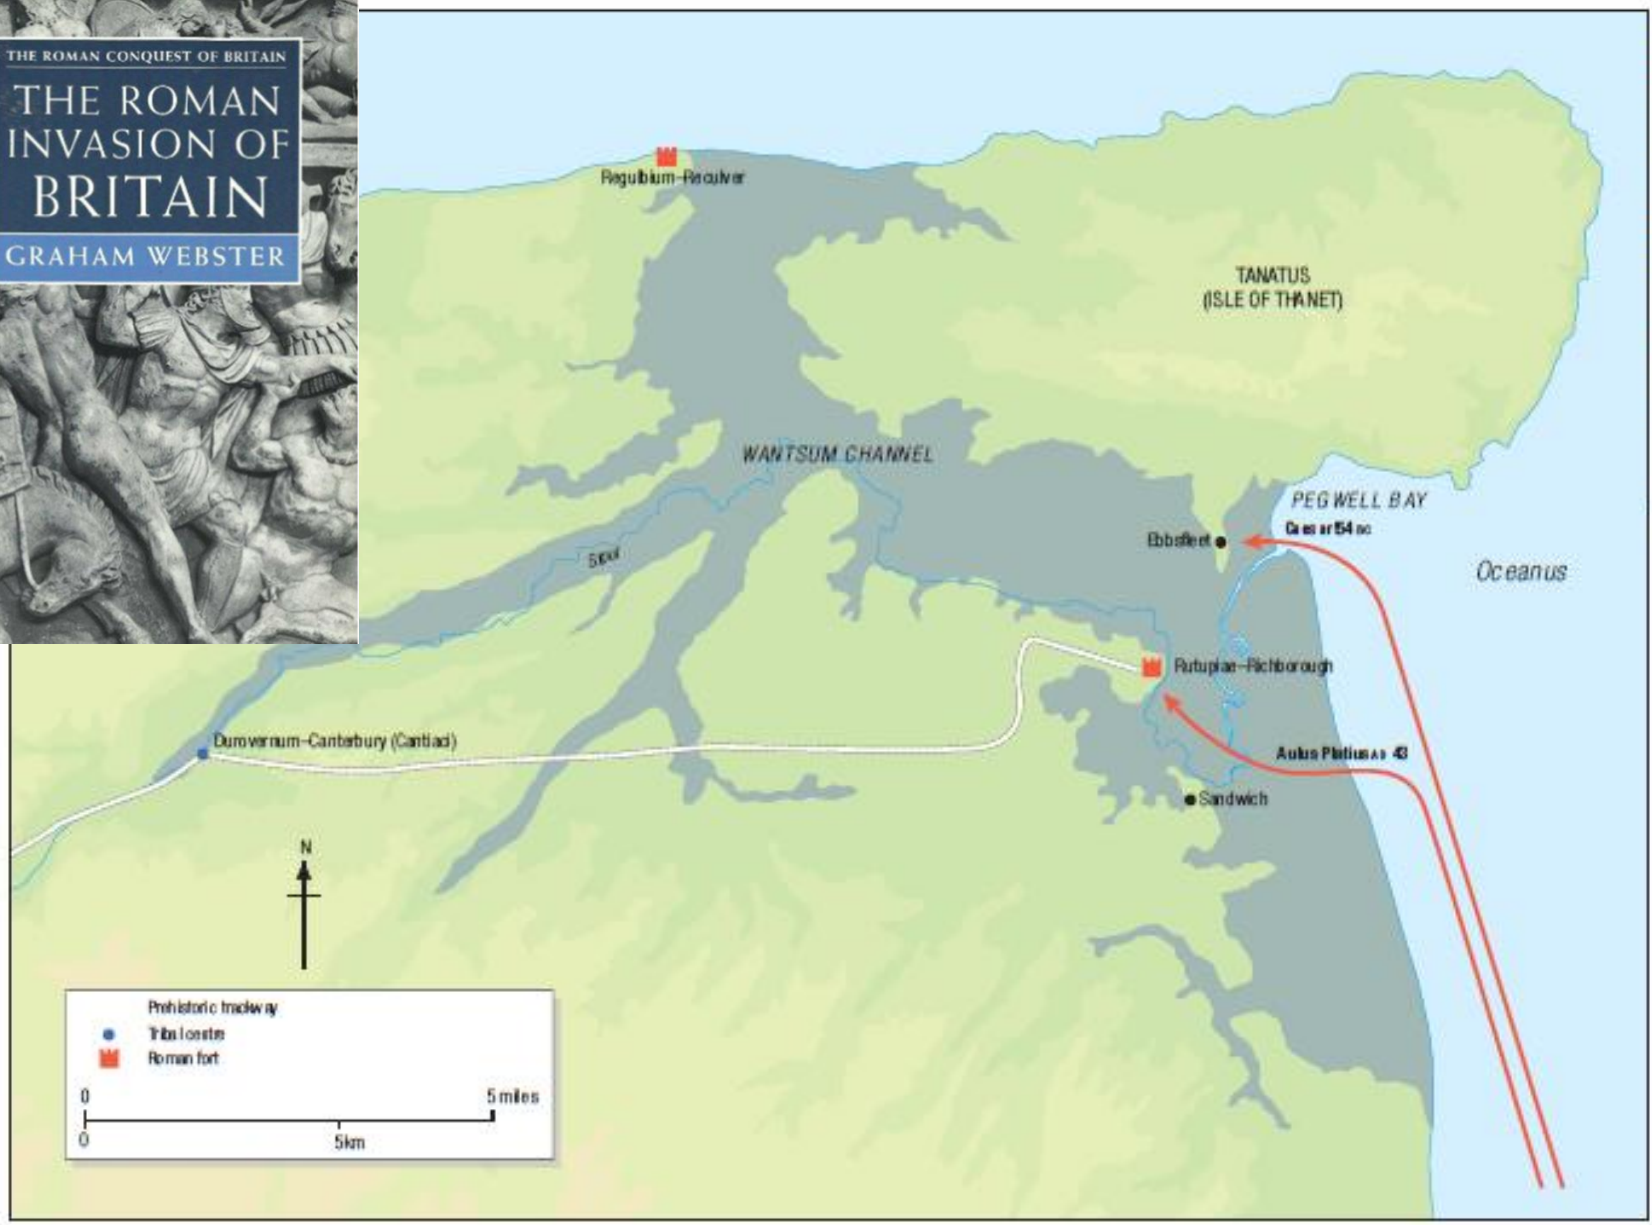 THE ROMAN CONQUEST OF BRITAIN
THE ROMAN
INVASION OF
BRITAIN
GRAHAM WEBSTER
Regulbium–Reculver
TANATUS
(ISLE OF THANET)
WANTSUM CHANNEL
PEGWELL BAY
Caesar 54 BC
Ebbsfleet
Oceanus
Stour
Rutupiae–Richborough
Durovernum–Canterbury (Cantiaci)
Aulus Platius AD 43
Sandwich
N
Prehistoric trackway
Tribal centre
Roman fort
0
5 miles
0
5km